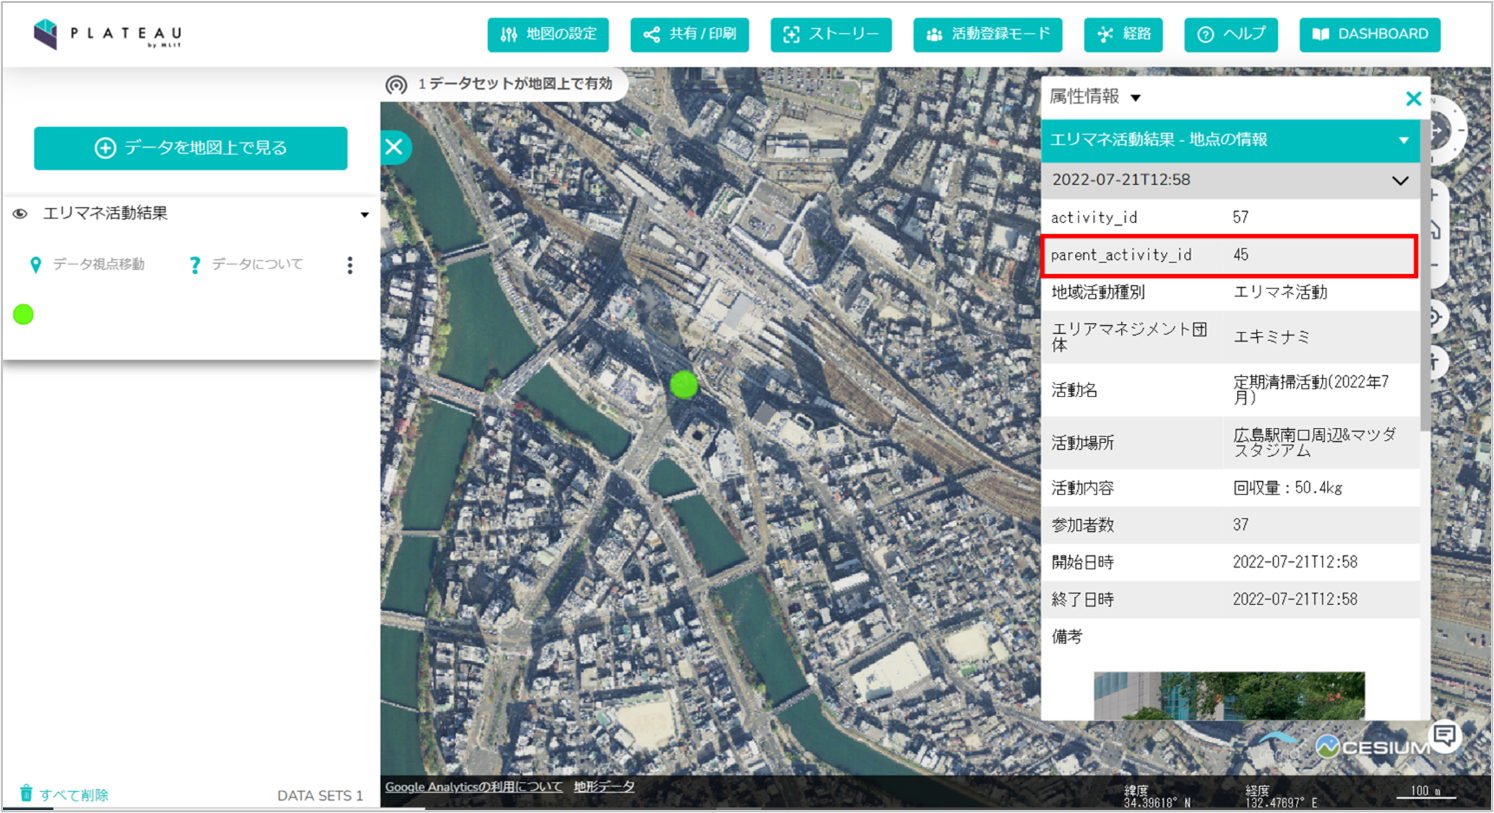 PLATEAU
by MLIT
地図の設定
共有 / 印刷
ストーリー
活動登録モード
経路
ヘルプ
DASHBOARD
データを地図上で見る
エリマネ活動結果
データ視点移動
データについて
すべて削除
DATA SETS 1
1 データセットが地図上で有効
属性情報
エリマネ活動結果 - 地点の情報
2022-07-21T12:58
activity_id 57
parent_activity_id 45
地域活動種別 エリマネ活動
エリアマネジメント団
体
エキミナミ
活動名
定期清掃活動(2022年7
月)
活動場所
広島駅南口周辺&マツダ
スタジアム
活動内容 回収量：50.4kg
参加者数 37
開始日時 2022-07-21T12:58
終了日時 2022-07-21T12:58
備考
CESIUM
Google Analyticsの利用について 地形データ
緯度
34.39618° N
経度
132.47697° E
100 m